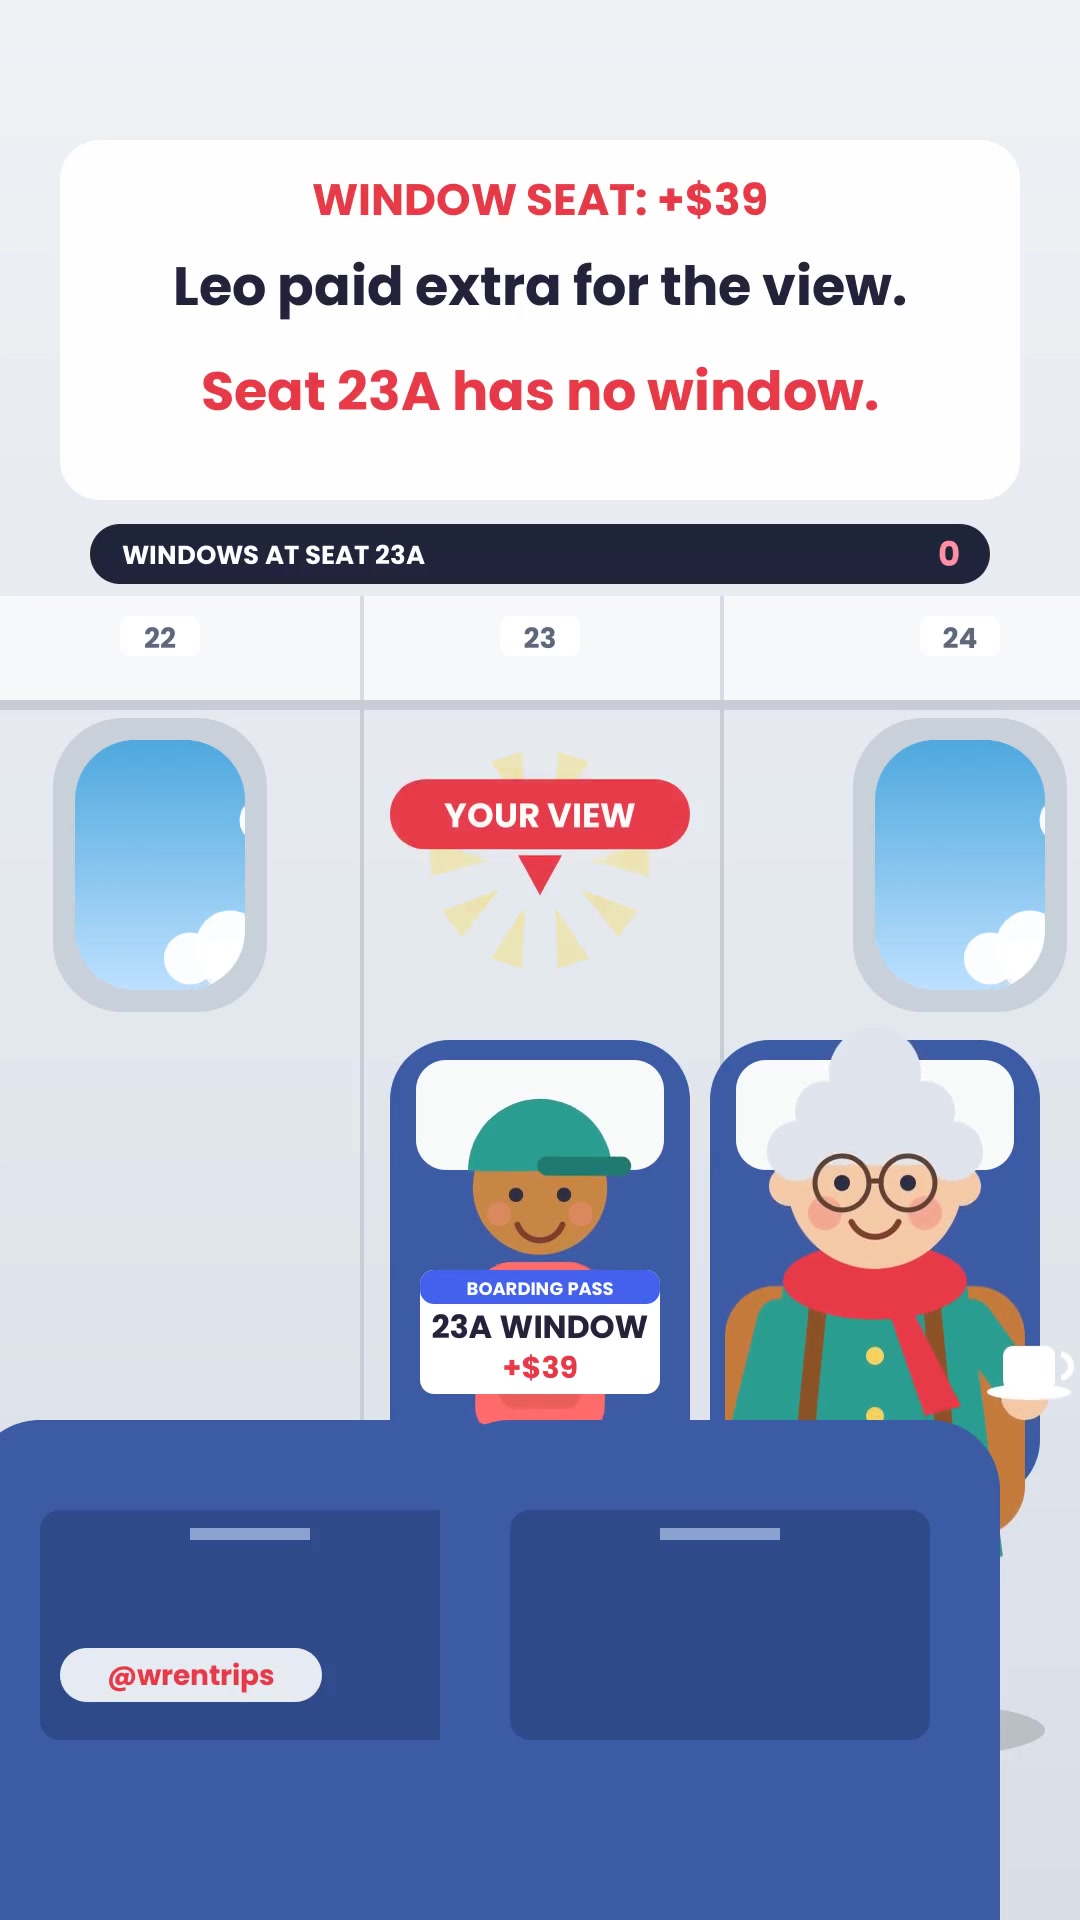 WINDOW SEAT: +$39
Leo paid extra for the view.
Seat 23A has no window.
WINDOWS AT SEAT 23A 0
22 23 24
YOUR VIEW
BOARDING PASS
23A WINDOW
+$39
@wrentrips